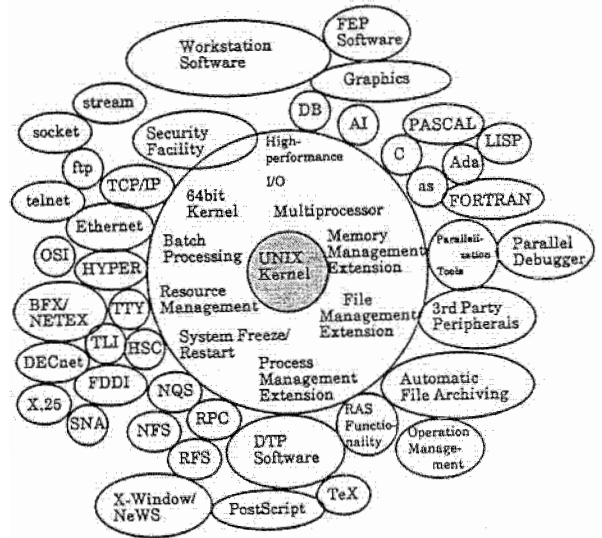 Workstation
Software
FEP
Software
Graphics
DB
AI
stream
socket
Security
Facility
ftp
TCP/IP
telnet
Ethernet
OSI
HYPER
BFX/
NETEX
TTY
TLI
HSC
DECnet
FDDI
X.25
SNA
NQS
NFS
RPC
RFS
PASCAL
LISP
C
Ada
as
FORTRAN
High-
performance
I/O
64bit
Kernel
Multiprocessor
Batch
Processing
UNIX
Kernel
Memory
Management
Extension
Resource
Management
File
Management
Extension
System Freeze/
Restart
Process
Management
Extension
Paralleli-
zation
Tools
Parallel
Debugger
3rd Party
Peripherals
Automatic
File Archiving
RAS
Functio-
nality
Operation
Manage-
ment
DTP
Software
X-Window/
NeWS
PostScript
TeX